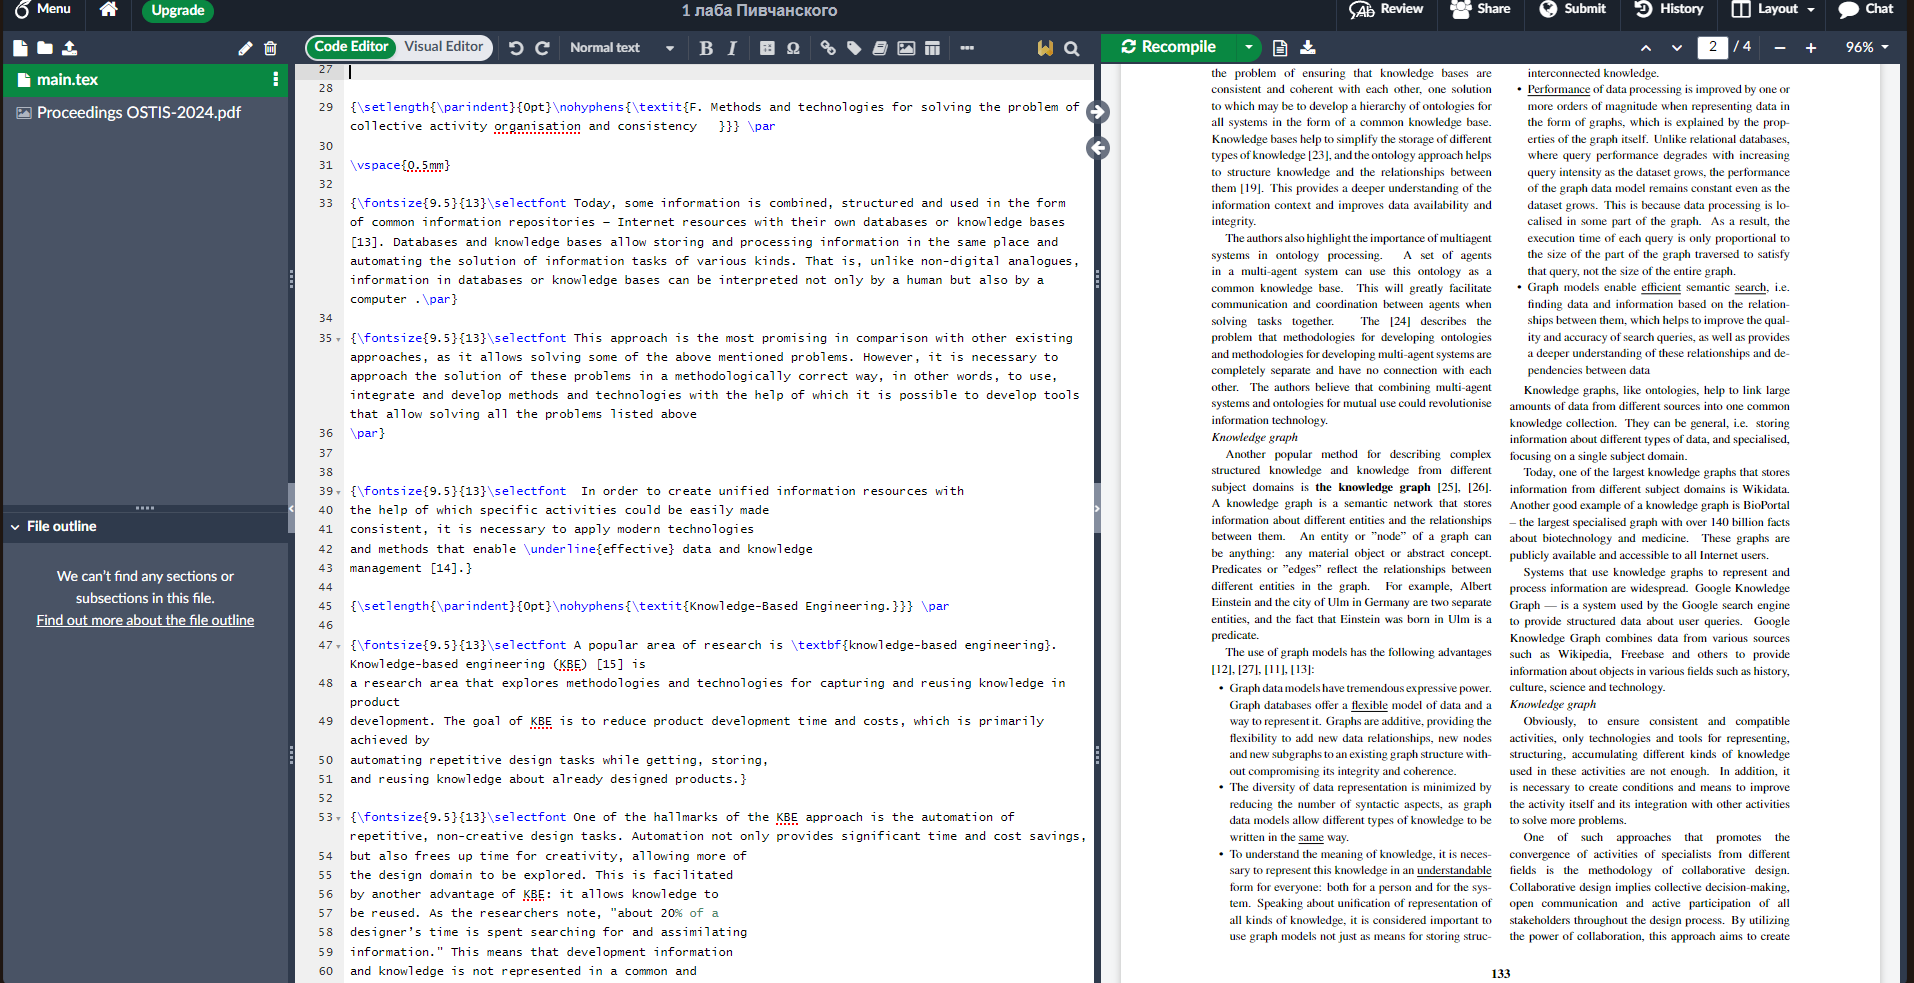 Menu
Upgrade
1 лаба Пивчанского
Review
Share
Submit
History
Layout
Chat
Code Editor
Visual Editor
Normal text
B I
Ω
Recompile
2 / 4
96%
main.tex
Proceedings OSTIS-2024.pdf
File outline
We can't find any sections or
subsections in this file.
Find out more about the file outline
27
28
29 {\setlength{\parindent}{0pt}\nohyphens{\textit{F. Methods and technologies for solving the problem of
collective activity organisation and consistency   }}} \par
30
31 \vspace{0.5mm}
32
33 {\fontsize{9.5}{13}\selectfont Today, some information is combined, structured and used in the form
of common information repositories – Internet resources with their own databases or knowledge bases
[13]. Databases and knowledge bases allow storing and processing information in the same place and
automating the solution of information tasks of various kinds. That is, unlike non-digital analogues,
information in databases or knowledge bases can be interpreted not only by a human but also by a
computer .\par}
34
35 {\fontsize{9.5}{13}\selectfont This approach is the most promising in comparison with other existing
approaches, as it allows solving some of the above mentioned problems. However, it is necessary to
approach the solution of these problems in a methodologically correct way, in other words, to use,
integrate and develop methods and technologies with the help of which it is possible to develop tools
that allow solving all the problems listed above
36 \par}
37
38
39 {\fontsize{9.5}{13}\selectfont  In order to create unified information resources with
40 the help of which specific activities could be easily made
41 consistent, it is necessary to apply modern technologies
42 and methods that enable \underline{effective} data and knowledge
43 management [14].}
44
45 {\setlength{\parindent}{0pt}\nohyphens{\textit{Knowledge-Based Engineering.}}} \par
46
47 {\fontsize{9.5}{13}\selectfont A popular area of research is \textbf{knowledge-based engineering}.
Knowledge-based engineering (KBE) [15] is
48 a research area that explores methodologies and technologies for capturing and reusing knowledge in
product
49 development. The goal of KBE is to reduce product development time and costs, which is primarily
achieved by
50 automating repetitive design tasks while getting, storing,
51 and reusing knowledge about already designed products.}
52
53 {\fontsize{9.5}{13}\selectfont One of the hallmarks of the KBE approach is the automation of
repetitive, non-creative design tasks. Automation not only provides significant time and cost savings,
54 but also frees up time for creativity, allowing more of
55 the design domain to be explored. This is facilitated
56 by another advantage of KBE: it allows knowledge to
57 be reused. As the researchers note, "about 20% of a
58 designer's time is spent searching for and assimilating
59 information." This means that development information
60 and knowledge is not represented in a common and
the problem of ensuring that knowledge bases are
consistent and coherent with each other, one solution
to which may be to develop a hierarchy of ontologies for
all systems in the form of a common knowledge base.
Knowledge bases help to simplify the storage of different
types of knowledge [23], and the ontology approach helps
to structure knowledge and the relationships between
them [19]. This provides a deeper understanding of the
information context and improves data availability and
integrity.
The authors also highlight the importance of multiagent
systems in ontology processing. A set of agents
in a multi-agent system can use this ontology as a
common knowledge base. This will greatly facilitate
communication and coordination between agents when
solving tasks together. The [24] describes the
problem that methodologies for developing ontologies
and methodologies for developing multi-agent systems are
completely separate and have no connection with each
other. The authors believe that combining multi-agent
systems and ontologies for mutual use could revolutionise
information technology.
Knowledge graph
Another popular method for describing complex
structured knowledge and knowledge from different
subject domains is the knowledge graph [25], [26].
A knowledge graph is a semantic network that stores
information about different entities and the relationships
between them. An entity or ”node” of a graph can
be anything: any material object or abstract concept.
Predicates or ”edges” reflect the relationships between
different entities in the graph. For example, Albert
Einstein and the city of Ulm in Germany are two separate
entities, and the fact that Einstein was born in Ulm is a
predicate.
The use of graph models has the following advantages
[12], [27], [11], [13]:
• Graph data models have tremendous expressive power.
Graph databases offer a flexible model of data and a
way to represent it. Graphs are additive, providing the
flexibility to add new data relationships, new nodes
and new subgraphs to an existing graph structure with-
out compromising its integrity and coherence.
• The diversity of data representation is minimized by
reducing the number of syntactic aspects, as graph
data models allow different types of knowledge to be
written in the same way.
• To understand the meaning of knowledge, it is neces-
sary to represent this knowledge in an understandable
form for everyone: both for a person and for the sys-
tem. Speaking about unification of representation of
all kinds of knowledge, it is considered important to
use graph models not just as means for storing struc-
interconnected knowledge.
• Performance of data processing is improved by one or
more orders of magnitude when representing data in
the form of graphs, which is explained by the prop-
erties of the graph itself. Unlike relational databases,
where query performance degrades with increasing
query intensity as the dataset grows, the performance
of the graph data model remains constant even as the
dataset grows. This is because data processing is lo-
calised in some part of the graph. As a result, the
execution time of each query is only proportional to
the size of the part of the graph traversed to satisfy
that query, not the size of the entire graph.
• Graph models enable efficient semantic search, i.e.
finding data and information based on the relation-
ships between them, which helps to improve the qual-
ity and accuracy of search queries, as well as provides
a deeper understanding of these relationships and de-
pendencies between data
Knowledge graphs, like ontologies, help to link large
amounts of data from different sources into one common
knowledge collection. They can be general, i.e. storing
information about different types of data, and specialised,
focusing on a single subject domain.
Today, one of the largest knowledge graphs that stores
information from different subject domains is Wikidata.
Another good example of a knowledge graph is BioPortal
– the largest specialised graph with over 140 billion facts
about biotechnology and medicine. These graphs are
publicly available and accessible to all Internet users.
Systems that use knowledge graphs to represent and
process information are widespread. Google Knowledge
Graph — is a system used by the Google search engine
to provide structured data about user queries. Google
Knowledge Graph combines data from various sources
such as Wikipedia, Freebase and others to provide
information about objects in various fields such as history,
culture, science and technology.
Knowledge graph
Obviously, to ensure consistent and compatible
activities, only technologies and tools for representing,
structuring, accumulating different kinds of knowledge
used in these activities are not enough. In addition, it
is necessary to create conditions and means to improve
the activity itself and its integration with other activities
to solve more problems.
One of such approaches that promotes the
convergence of activities of specialists from different
fields is the methodology of collaborative design.
Collaborative design implies collective decision-making,
open communication and active participation of all
stakeholders throughout the design process. By utilizing
the power of collaboration, this approach aims to create
133